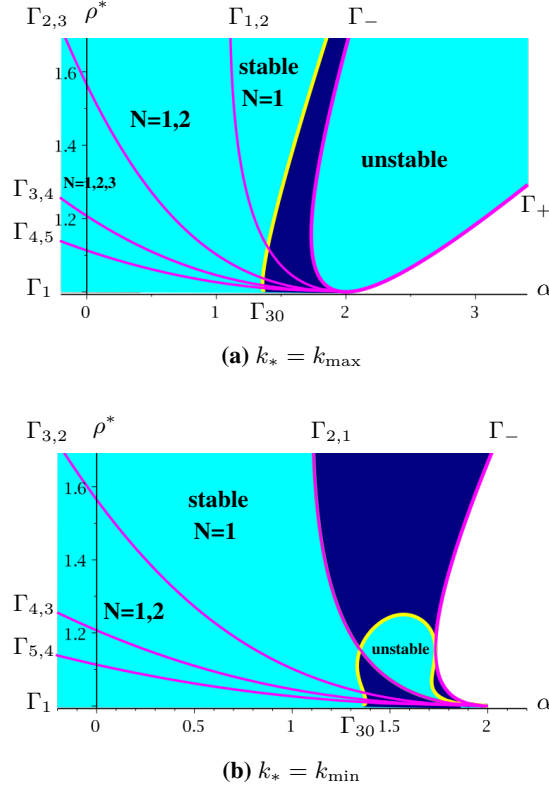 Γ2,3 ρ* Γ1,2 Γ−
1.6
stable
N=1
N=1,2
1.4
unstable
N=1,2,3
Γ3,4
1.2
Γ+
Γ4,5
Γ1
0 Γ30 2 3 α
(a) k* = kmax
Γ3,2 ρ* Γ2,1 Γ−
1.6
stable
N=1
1.4
Γ4,3
N=1,2
1.2
unstable
Γ5,4
Γ1
0 0.5 1 Γ30 1.5 2 α
(b) k* = kmin